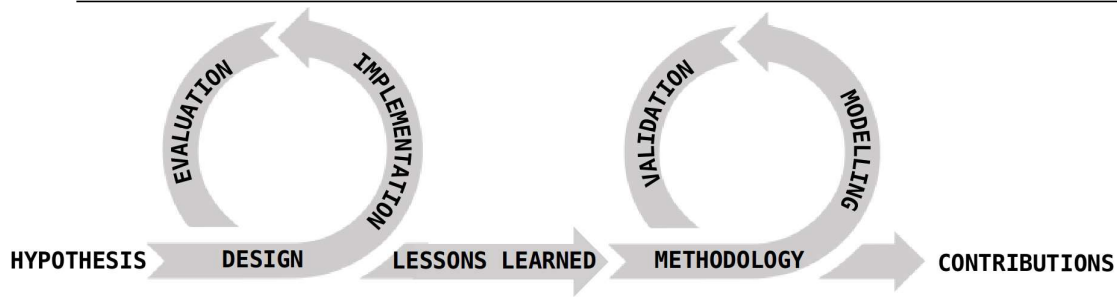 HYPOTHESIS
DESIGN
IMPLEMENTATION
EVALUATION
LESSONS LEARNED
METHODOLOGY
MODELLING
VALIDATION
CONTRIBUTIONS